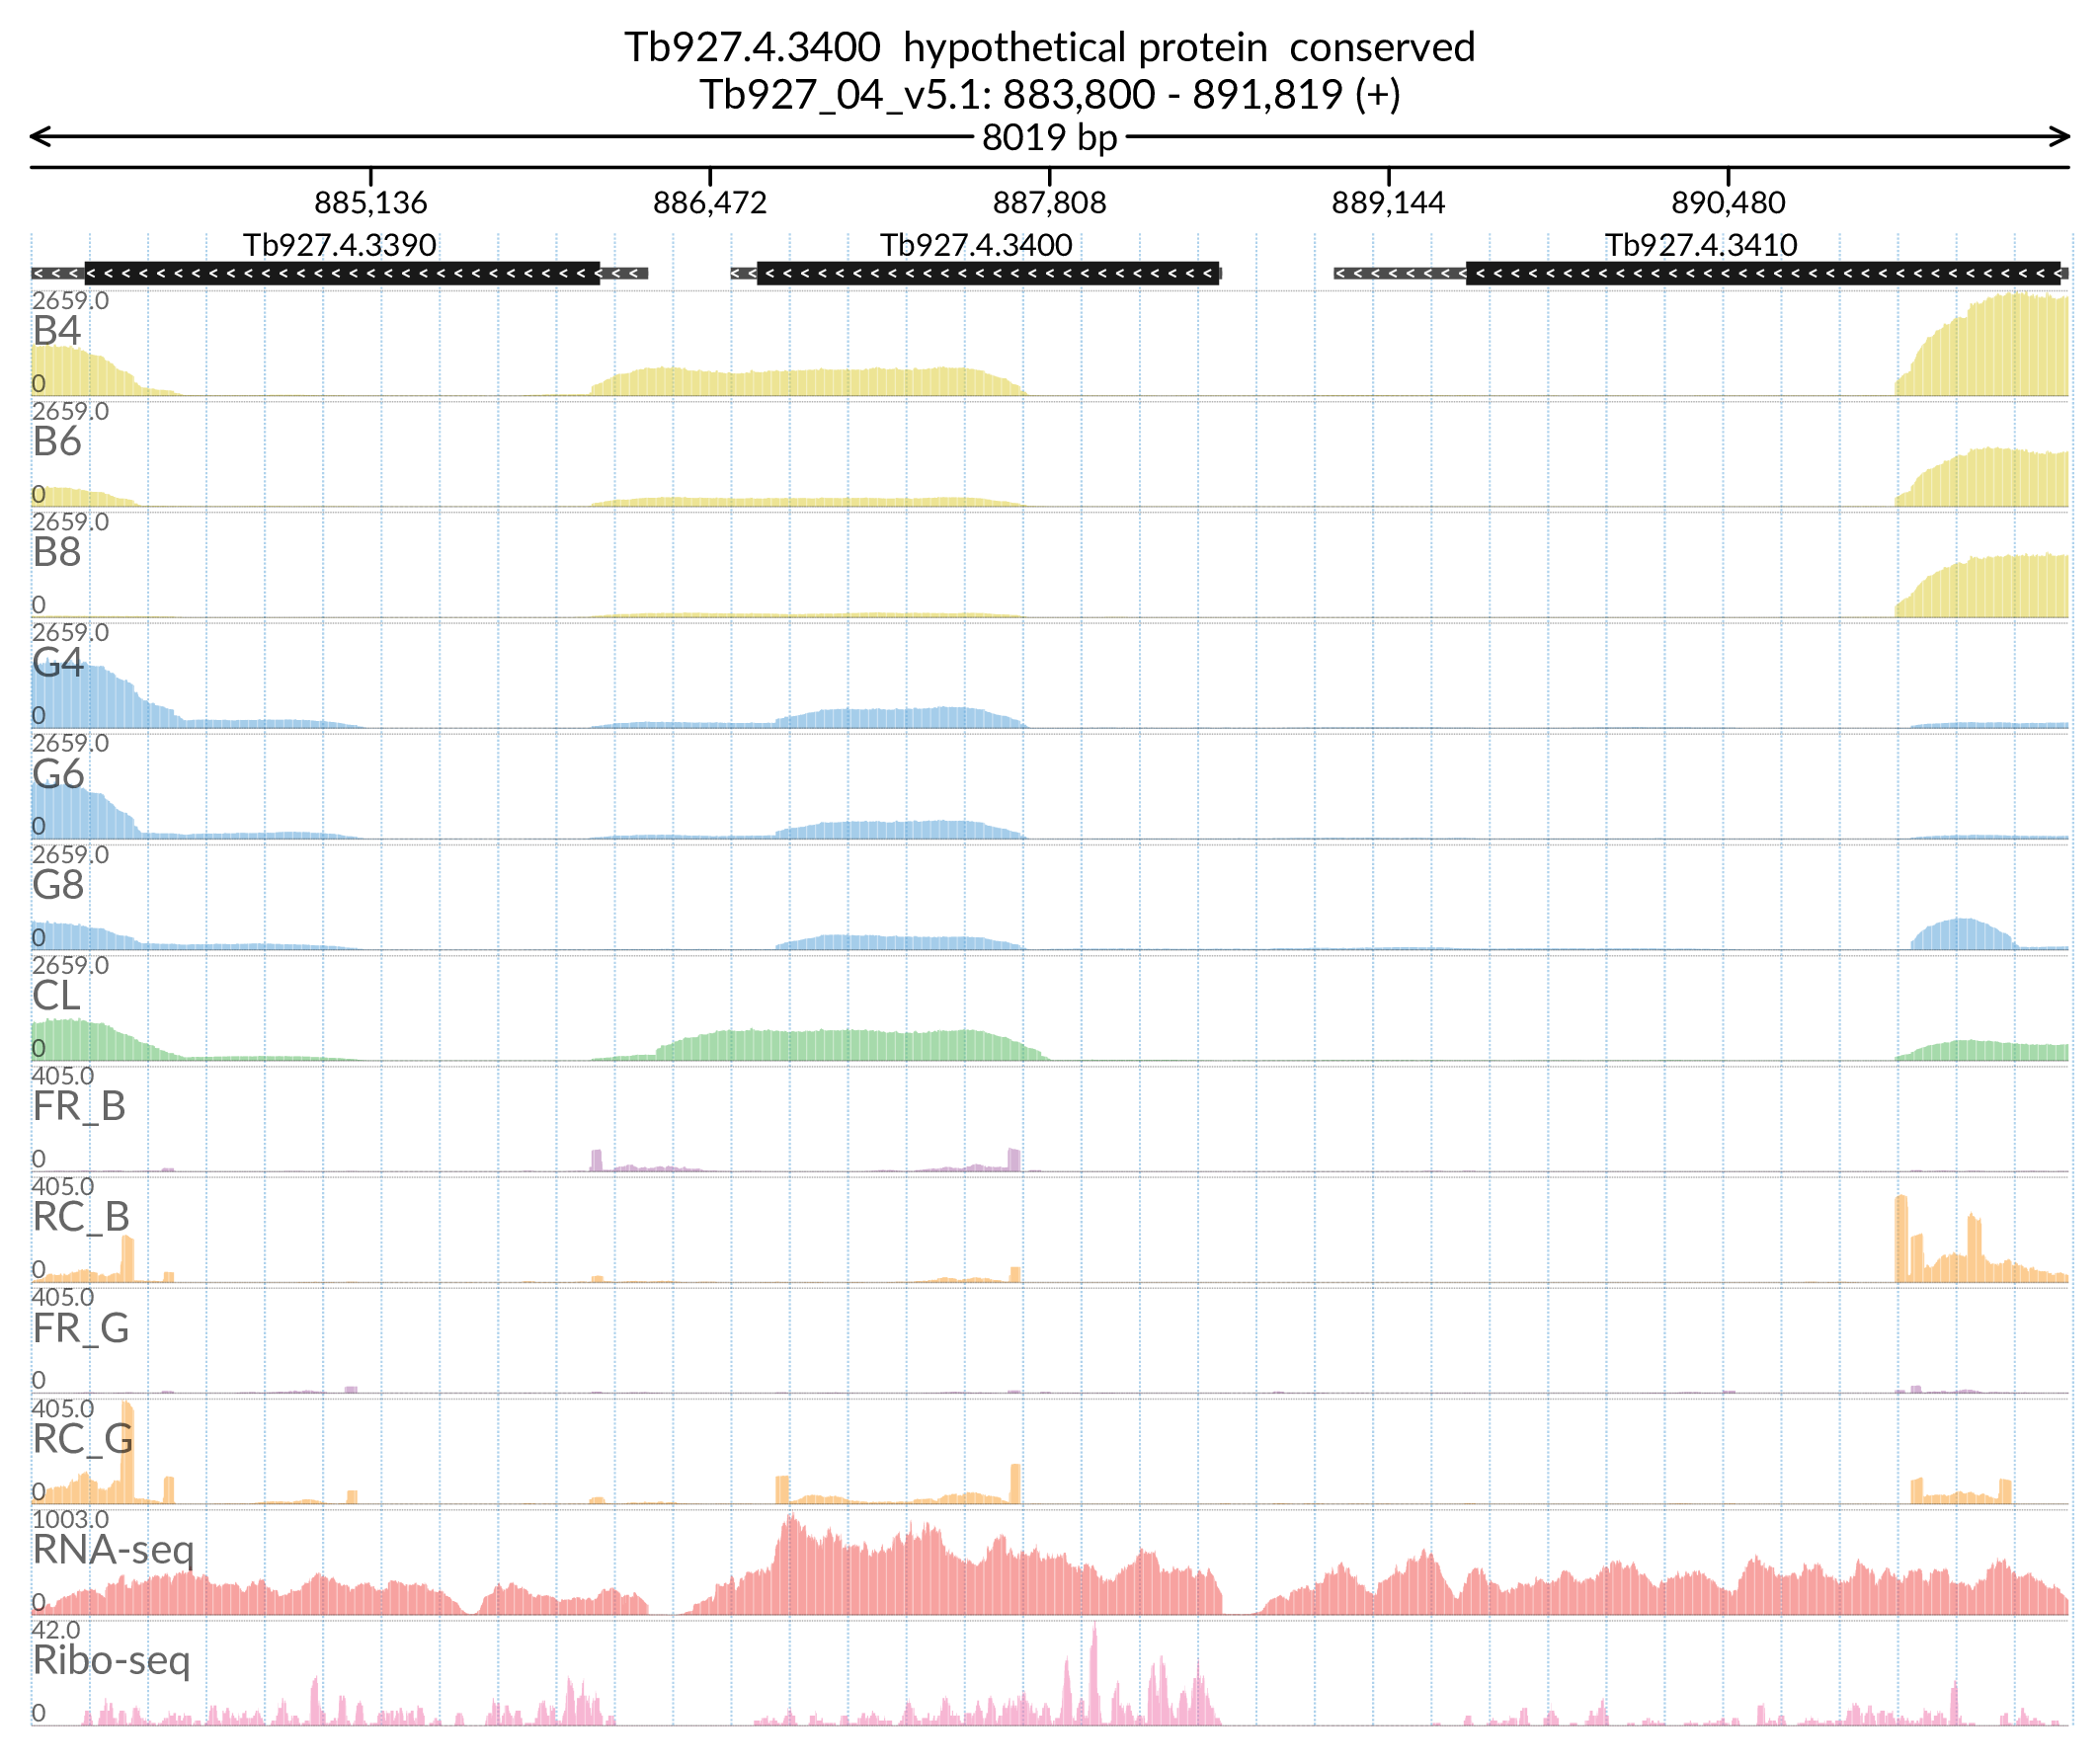 Tb927.4.3400  hypothetical protein  conserved
Tb927_04_v5.1: 883,800 - 891,819 (+)
8019 bp
885,136 886,472 887,808 889,144 890,480
Tb927.4.3390 Tb927.4.3400 Tb927.4.3410
2659.0
B4
0
2659.0
B6
0
2659.0
B8
0
2659.0
G4
0
2659.0
G6
0
2659.0
G8
0
2659.0
CL
0
405.0
FR_B
0
405.0
RC_B
0
405.0
FR_G
0
405.0
RC_G
0
1003.0
RNA-seq
0
42.0
Ribo-seq
0